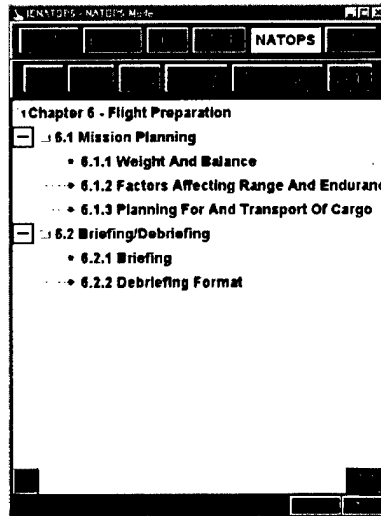 IENATOPS - NATOPS Mode
NATOPS
Chapter 6 - Flight Preparation
6.1 Mission Planning
6.1.1 Weight And Balance
6.1.2 Factors Affecting Range And Enduranc
6.1.3 Planning For And Transport Of Cargo
6.2 Briefing/Debriefing
6.2.1 Briefing
6.2.2 Debriefing Format